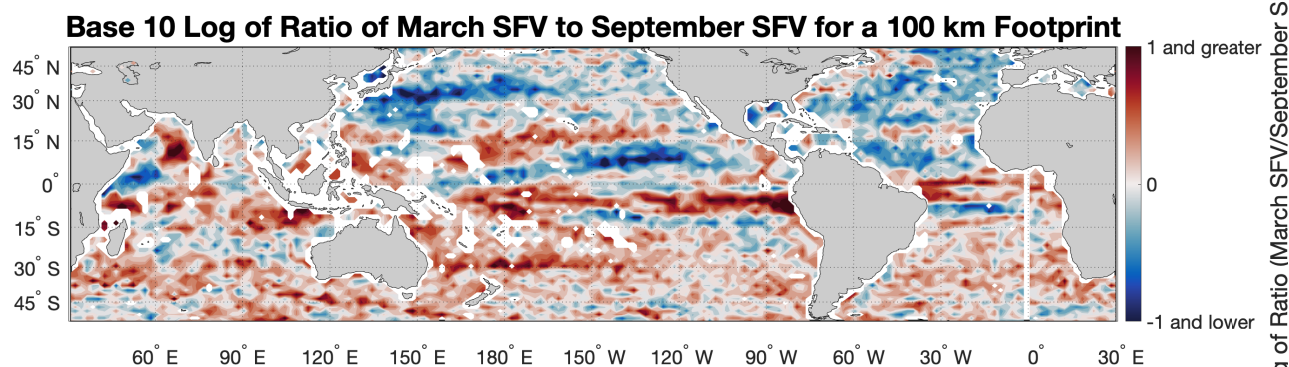 Base 10 Log of Ratio of March SFV to September SFV for a 100 km Footprint
45° N
30° N
15° N
0°
15° S
30° S
45° S
60° E
90° E
120° E
150° E
180° E
150° W
120° W
90° W
60° W
30° W
0°
30° E
1 and greater
0
-1 and lower
g of Ratio (March SFV/September S